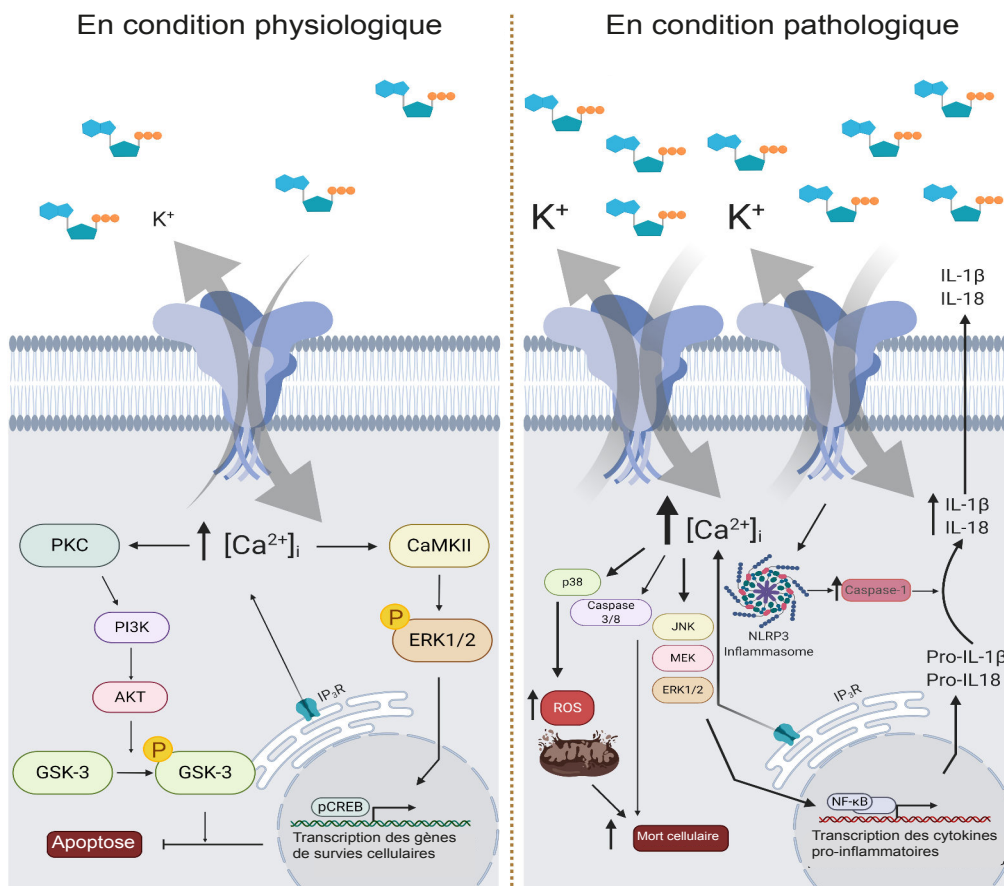 En condition physiologique
K⁺
PKC
[Ca²⁺]ᵢ
CaMKII
P
ERK1/2
PI3K
AKT
IP₃R
P
GSK-3
GSK-3
pCREB
Transcription des gènes
de survies cellulaires
Apoptose
En condition pathologique
K⁺
K⁺
IL-1β
IL-18
[Ca²⁺]ᵢ
IL-1β
IL-18
p38
Caspase
3/8
JNK
MEK
ERK1/2
NLRP3
Inflammasome
Caspase-1
Pro-IL-1β
Pro-IL18
IP₃R
ROS
NF-κB
Mort cellulaire
Transcription des cytokines
pro-inflammatoires